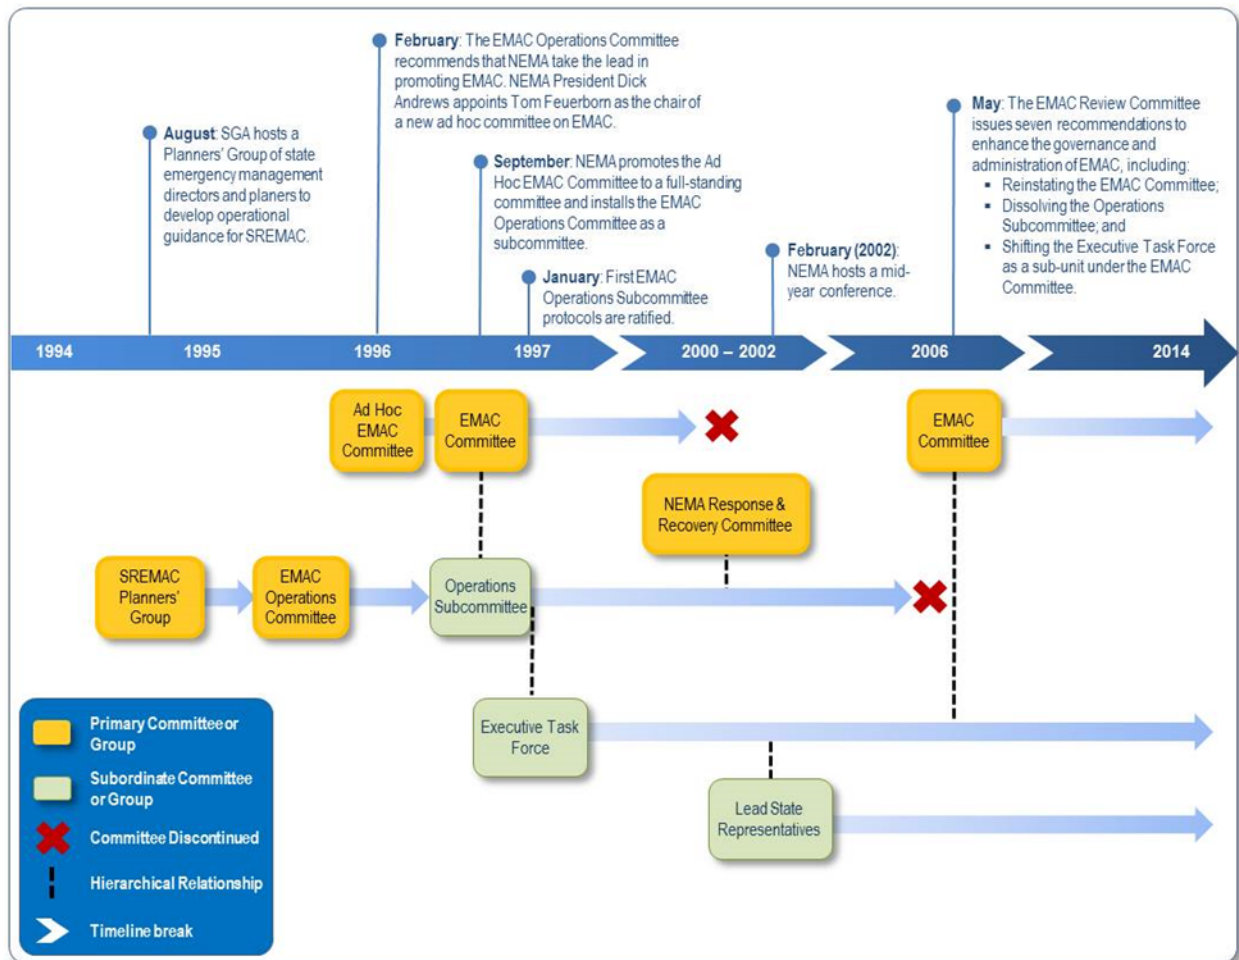 February: The EMAC Operations Committee
recommends that NEMA take the lead in
promoting EMAC. NEMA President Dick
Andrews appoints Tom Feuerborn as the chair of
a new ad hoc committee on EMAC.
August: SGA hosts a
Planners' Group of state
emergency management
directors and planers to
develop operational
guidance for SREMAC.
September: NEMA promotes the Ad
Hoc EMAC Committee to a full-standing
committee and installs the EMAC
Operations Committee as a
subcommittee.
January: First EMAC
Operations Subcommittee
protocols are ratified.
February (2002):
NEMA hosts a mid-
year conference.
May: The EMAC Review Committee
issues seven recommendations to
enhance the governance and
administration of EMAC, including:
▪ Reinstating the EMAC Committee;
▪ Dissolving the Operations
Subcommittee; and
▪ Shifting the Executive Task Force
as a sub-unit under the EMAC
Committee.
1994
1995
1996
1997
2000 – 2002
2006
2014
Ad Hoc
EMAC
Committee
EMAC
Committee
EMAC
Committee
NEMA Response &
Recovery Committee
SREMAC
Planners'
Group
EMAC
Operations
Committee
Operations
Subcommittee
Executive Task
Force
Lead State
Representatives
Primary Committee or
Group
Subordinate Committee
or Group
Committee Discontinued
Hierarchical Relationship
Timeline break